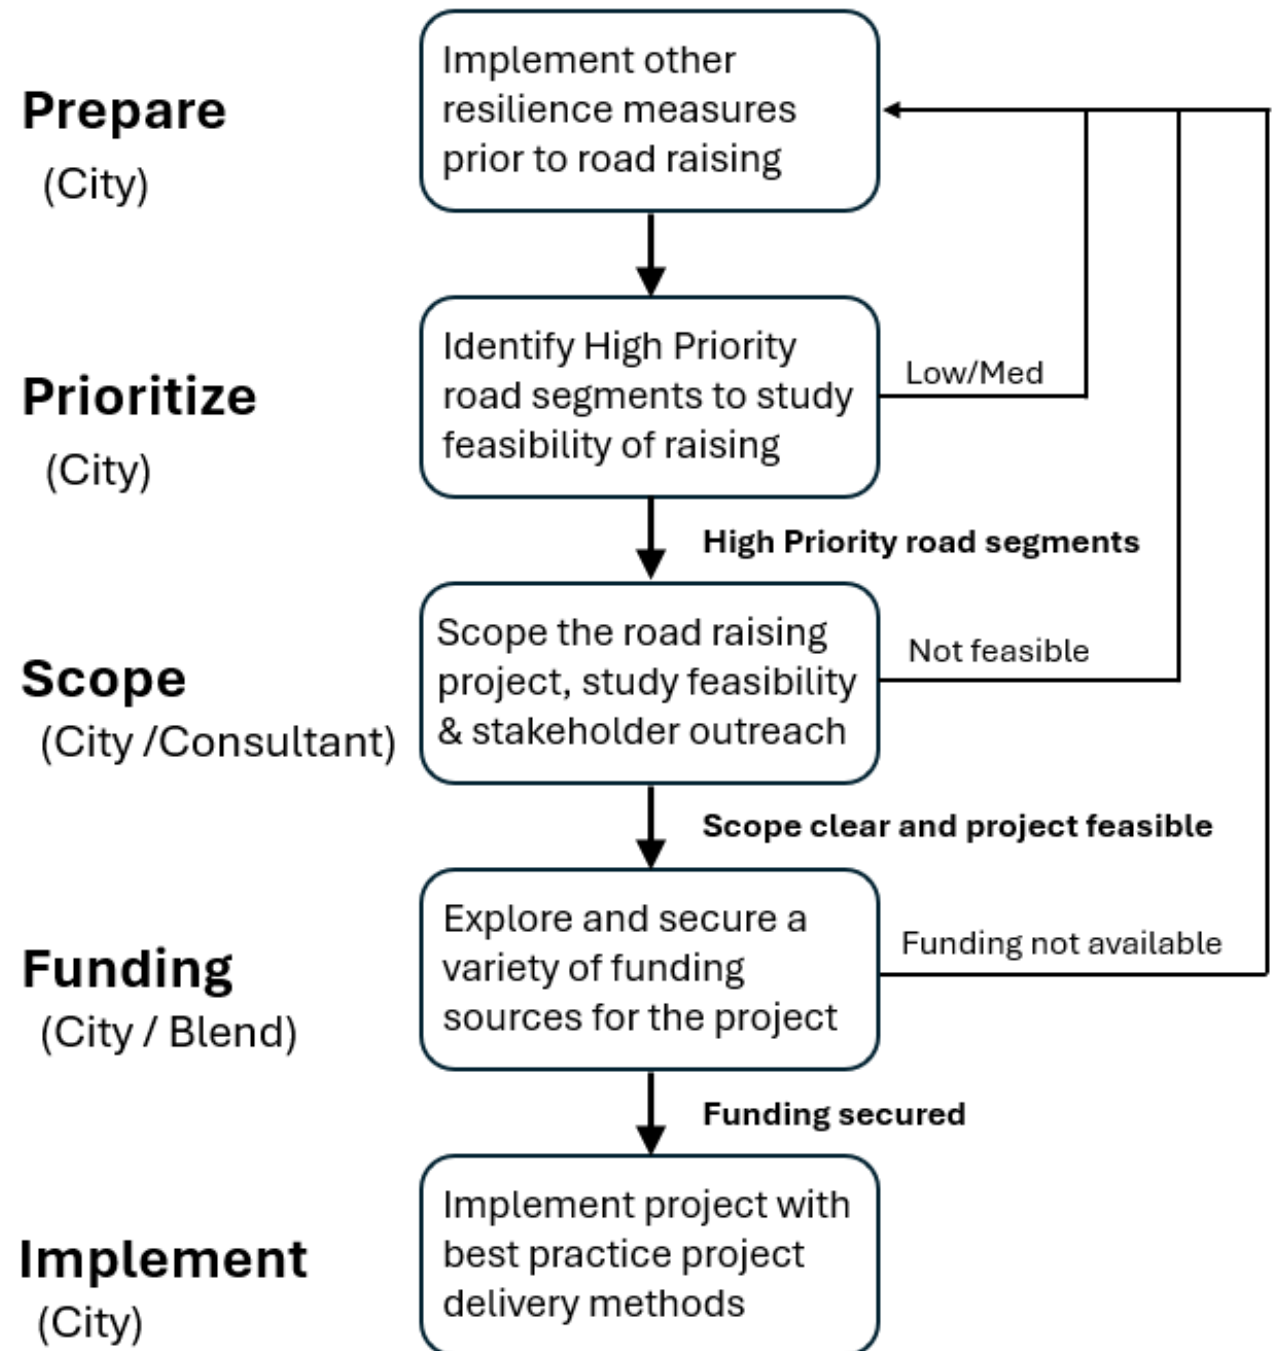 Prepare
(City)
Implement other
resilience measures
prior to road raising
Prioritize
(City)
Identify High Priority
road segments to study
feasibility of raising
Low/Med
High Priority road segments
Scope
(City /Consultant)
Scope the road raising
project, study feasibility
& stakeholder outreach
Not feasible
Scope clear and project feasible
Funding
(City / Blend)
Explore and secure a
variety of funding
sources for the project
Funding not available
Funding secured
Implement
(City)
Implement project with
best practice project
delivery methods